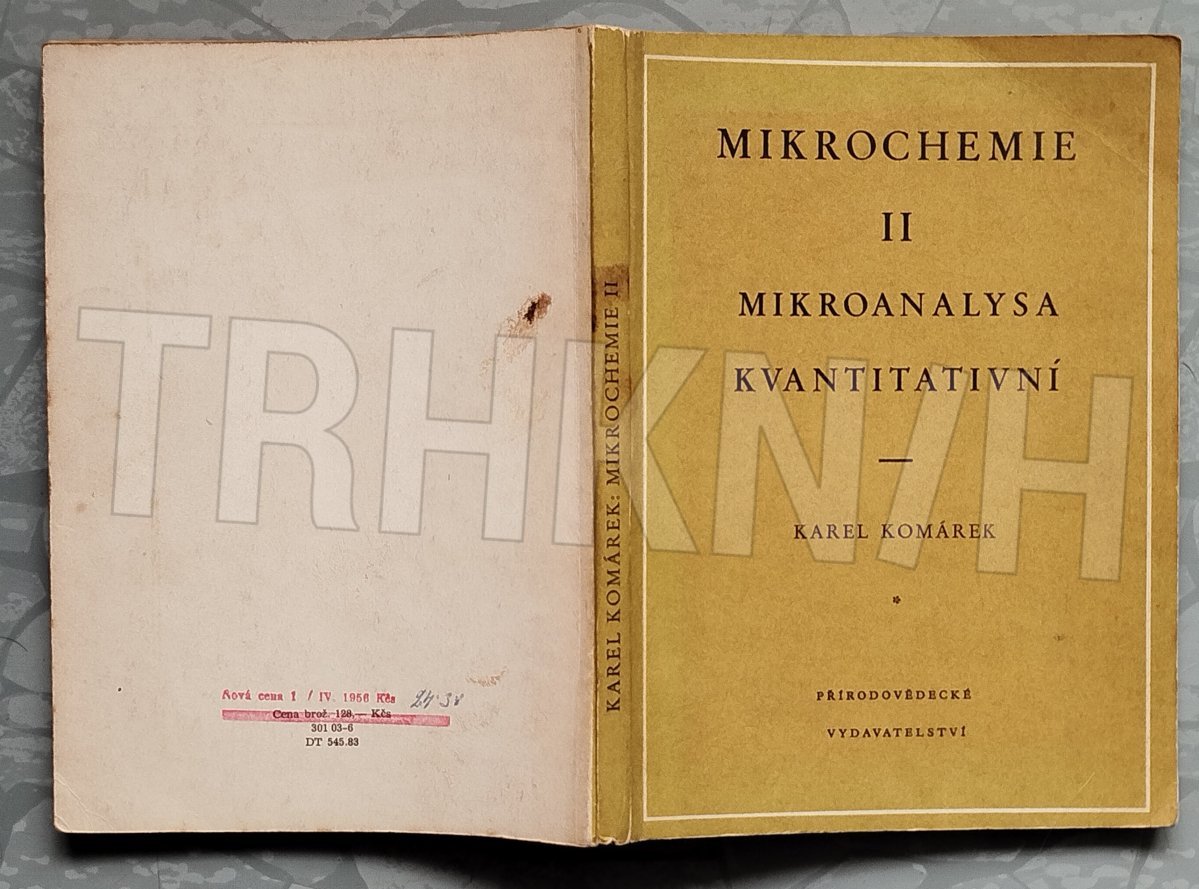 MIKROCHEMIE
II
MIKROANALYSA
KVANTITATIVNÍ
KAREL KOMÁREK
PŘÍRODOVĚDECKÉ
VYDAVATELSTVÍ
KAREL KOMÁREK: MIKROCHEMIE II
Nová cena 1 / IV. 1956 Kčs
Cena brož. 128,— Kčs
301 03-6
DT 545.83
TRHKN/H